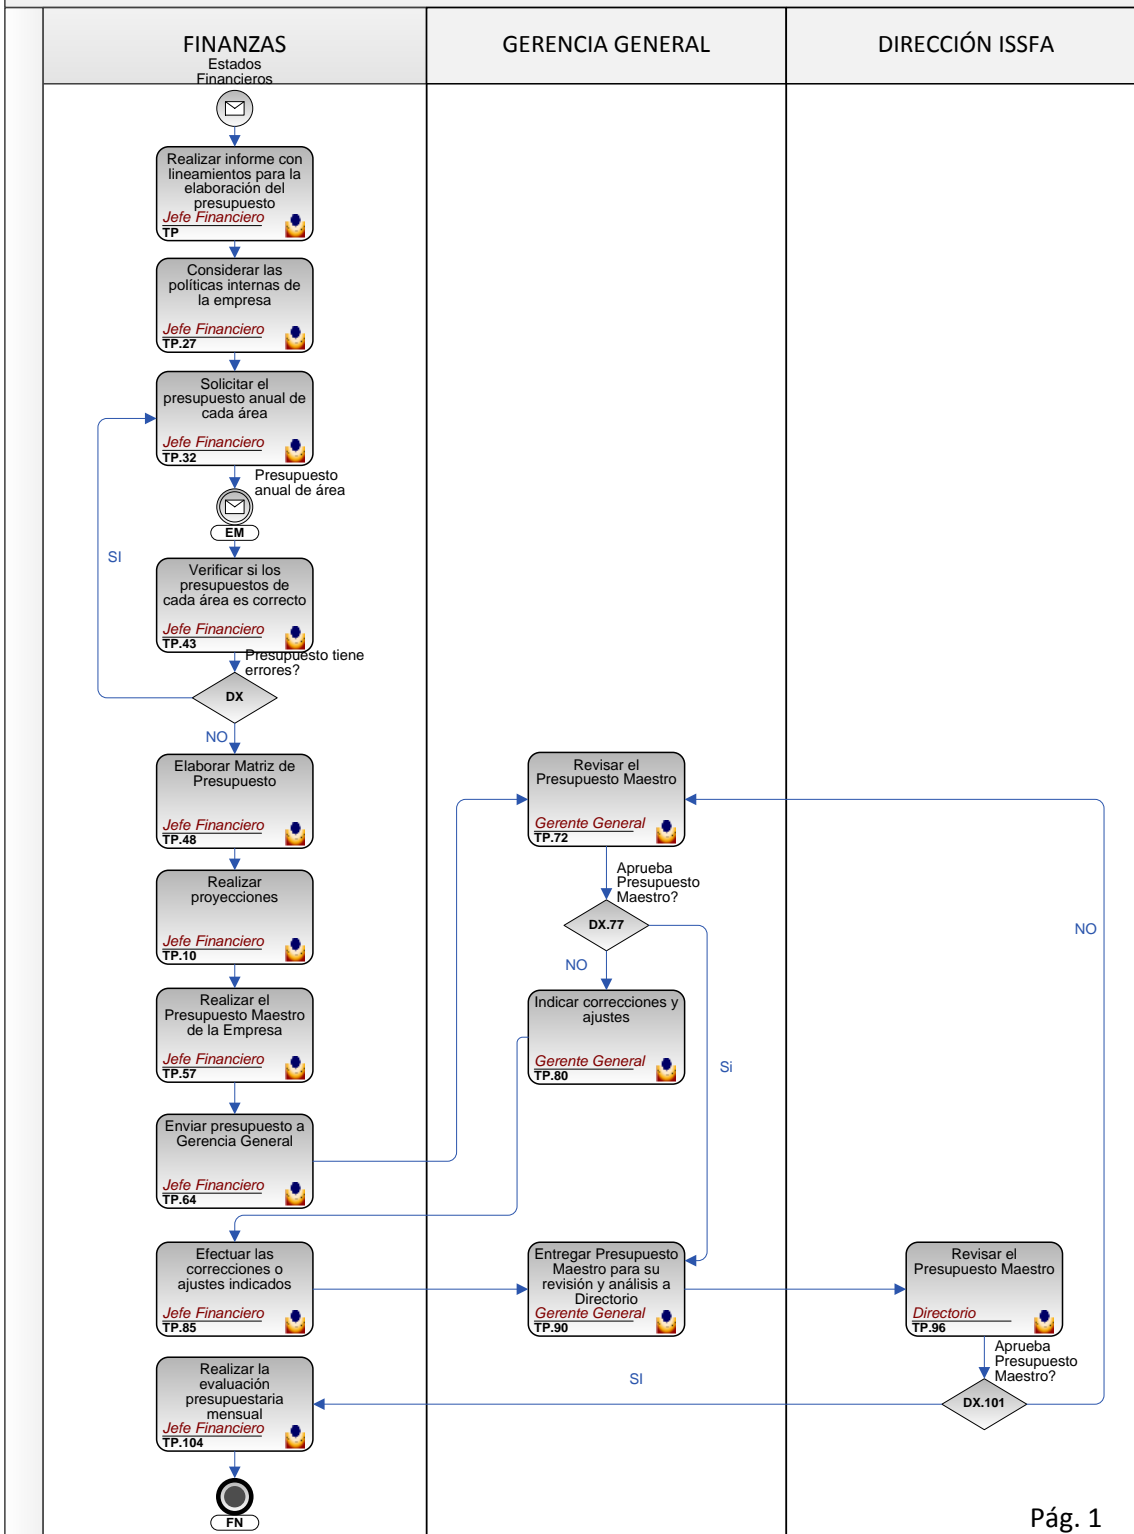 FINANZAS
GERENCIA GENERAL
DIRECCIÓN ISSFA
Estados
Financieros
Realizar informe con
lineamientos para la
elaboración del
presupuesto
Jefe Financiero
TP
Considerar las
políticas internas de
la empresa
Jefe Financiero
TP.27
Solicitar el
presupuesto anual de
cada área
Jefe Financiero
TP.32
Presupuesto
anual de área
EM
SI
Verificar si los
presupuestos de
cada área es correcto
Jefe Financiero
TP.43
Presupuesto tiene
errores?
DX
NO
Elaborar Matriz de
Presupuesto
Jefe Financiero
TP.48
Realizar
proyecciones
Jefe Financiero
TP.10
Realizar el
Presupuesto Maestro
de la Empresa
Jefe Financiero
TP.57
Enviar presupuesto a
Gerencia General
Jefe Financiero
TP.64
Revisar el
Presupuesto Maestro
Gerente General
TP.72
Aprueba
Presupuesto
Maestro?
DX.77
NO
Si
Indicar correcciones y
ajustes
Gerente General
TP.80
Efectuar las
correcciones o
ajustes indicados
Jefe Financiero
TP.85
Entregar Presupuesto
Maestro para su
revisión y análisis a
Directorio
Gerente General
TP.90
Revisar el
Presupuesto Maestro
Directorio
TP.96
Aprueba
Presupuesto
Maestro?
DX.101
NO
SI
Realizar la
evaluación
presupuestaria
mensual
Jefe Financiero
TP.104
FN
Pág. 1